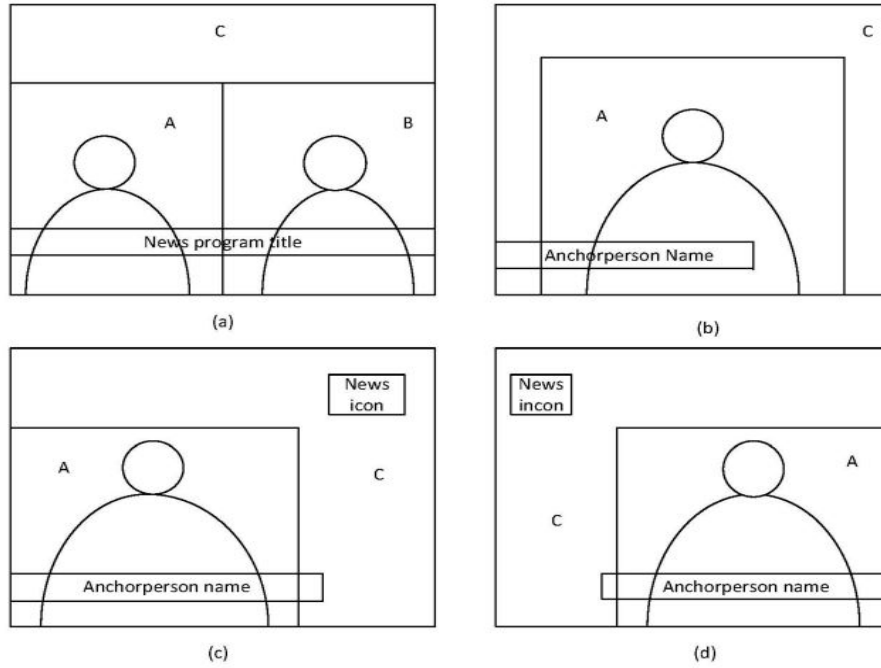 C
A
B
News program title
(a)
C
A
Anchorperson Name
(b)
News
icon
A
C
Anchorperson name
(c)
News
incon
A
C
Anchorperson name
(d)